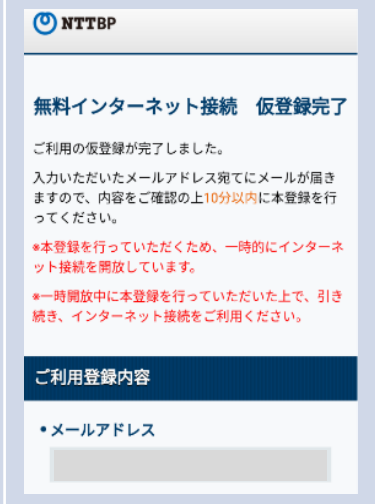 NTTBP
無料インターネット接続　仮登録完了
ご利用の仮登録が完了しました。
入力いただいたメールアドレス宛てにメールが届き
ますので、内容をご確認の上10分以内に本登録を行
ってください。
※本登録を行っていただくため、一時的にインターネ
ット接続を開放しています。
※一時開放中に本登録を行っていただいた上で、引き
続き、インターネット接続をご利用ください。
ご利用登録内容
•メールアドレス